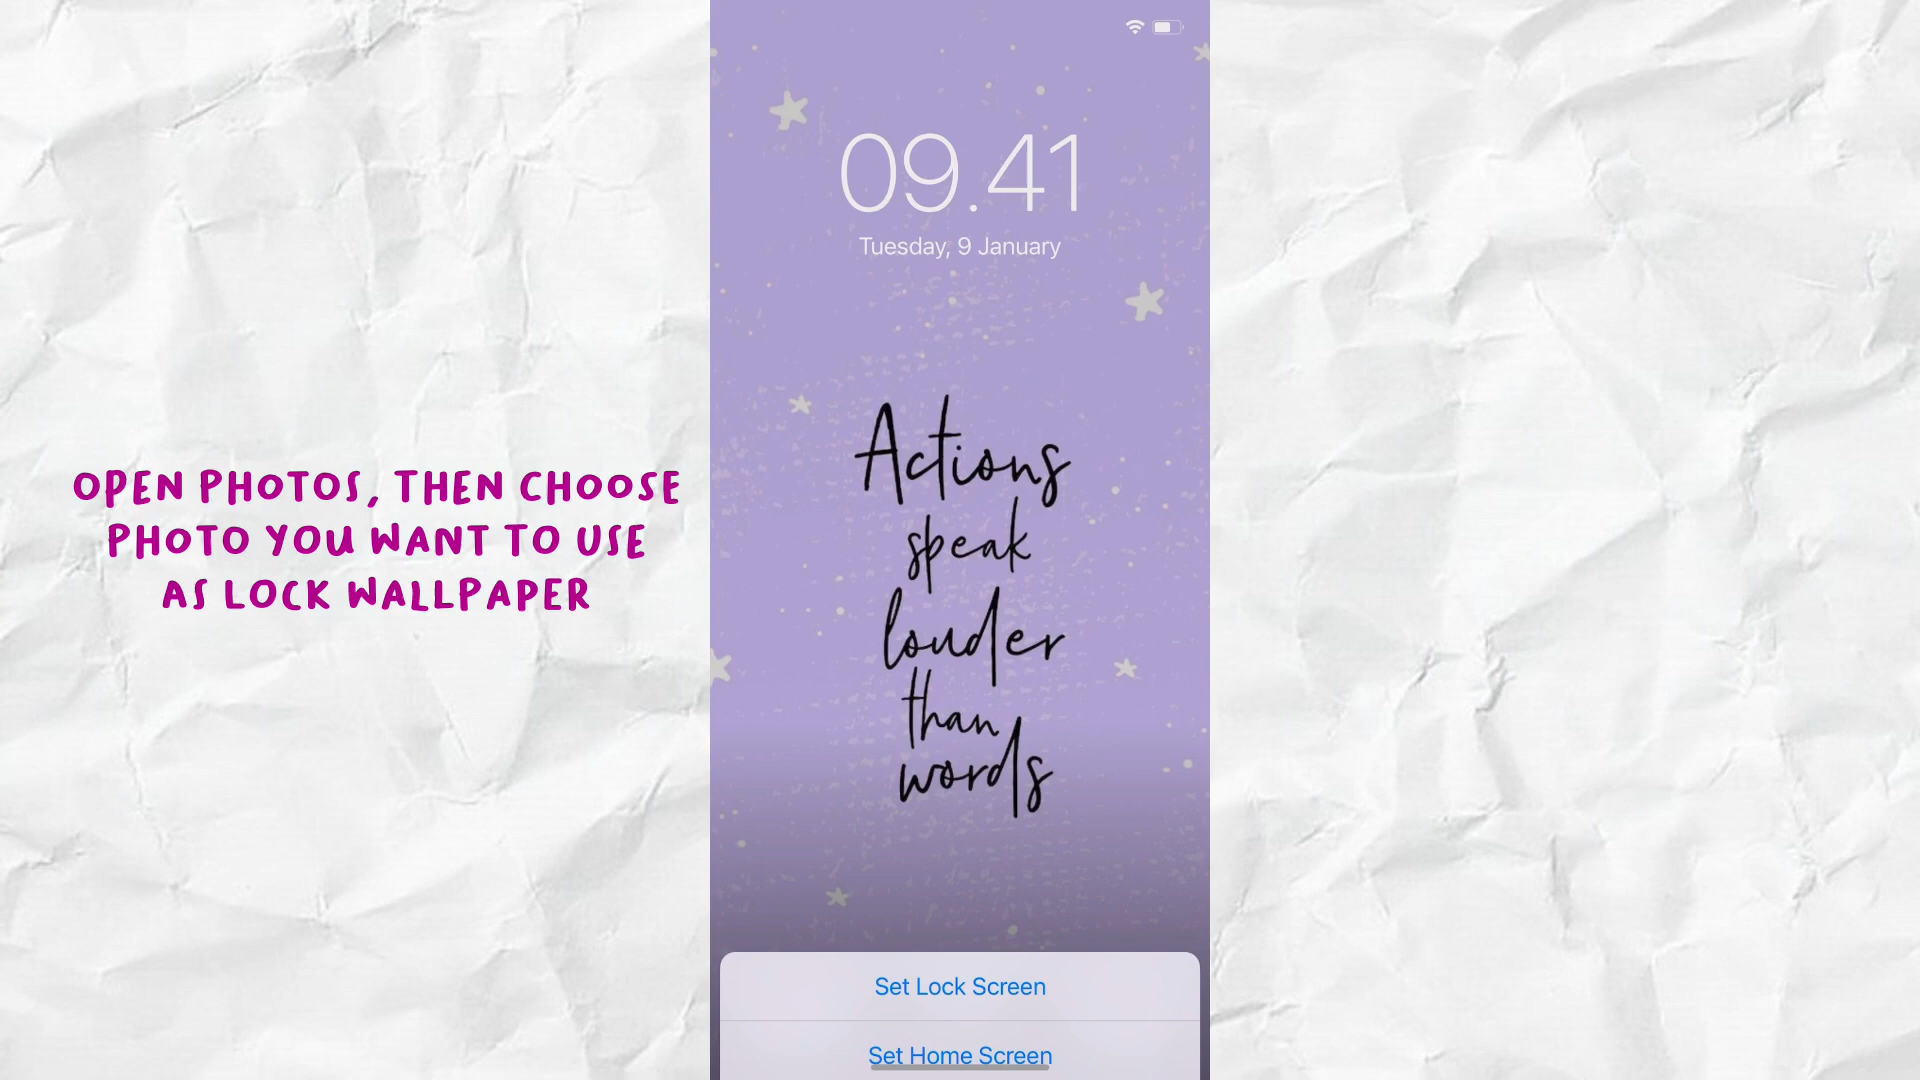 OPEN PHOTOS, THEN CHOOSE
PHOTO YOU WANT TO USE
AS LOCK WALLPAPER
09.41
Tuesday, 9 January
Actions
speak
louder
than
words
Set Lock Screen
Set Home Screen